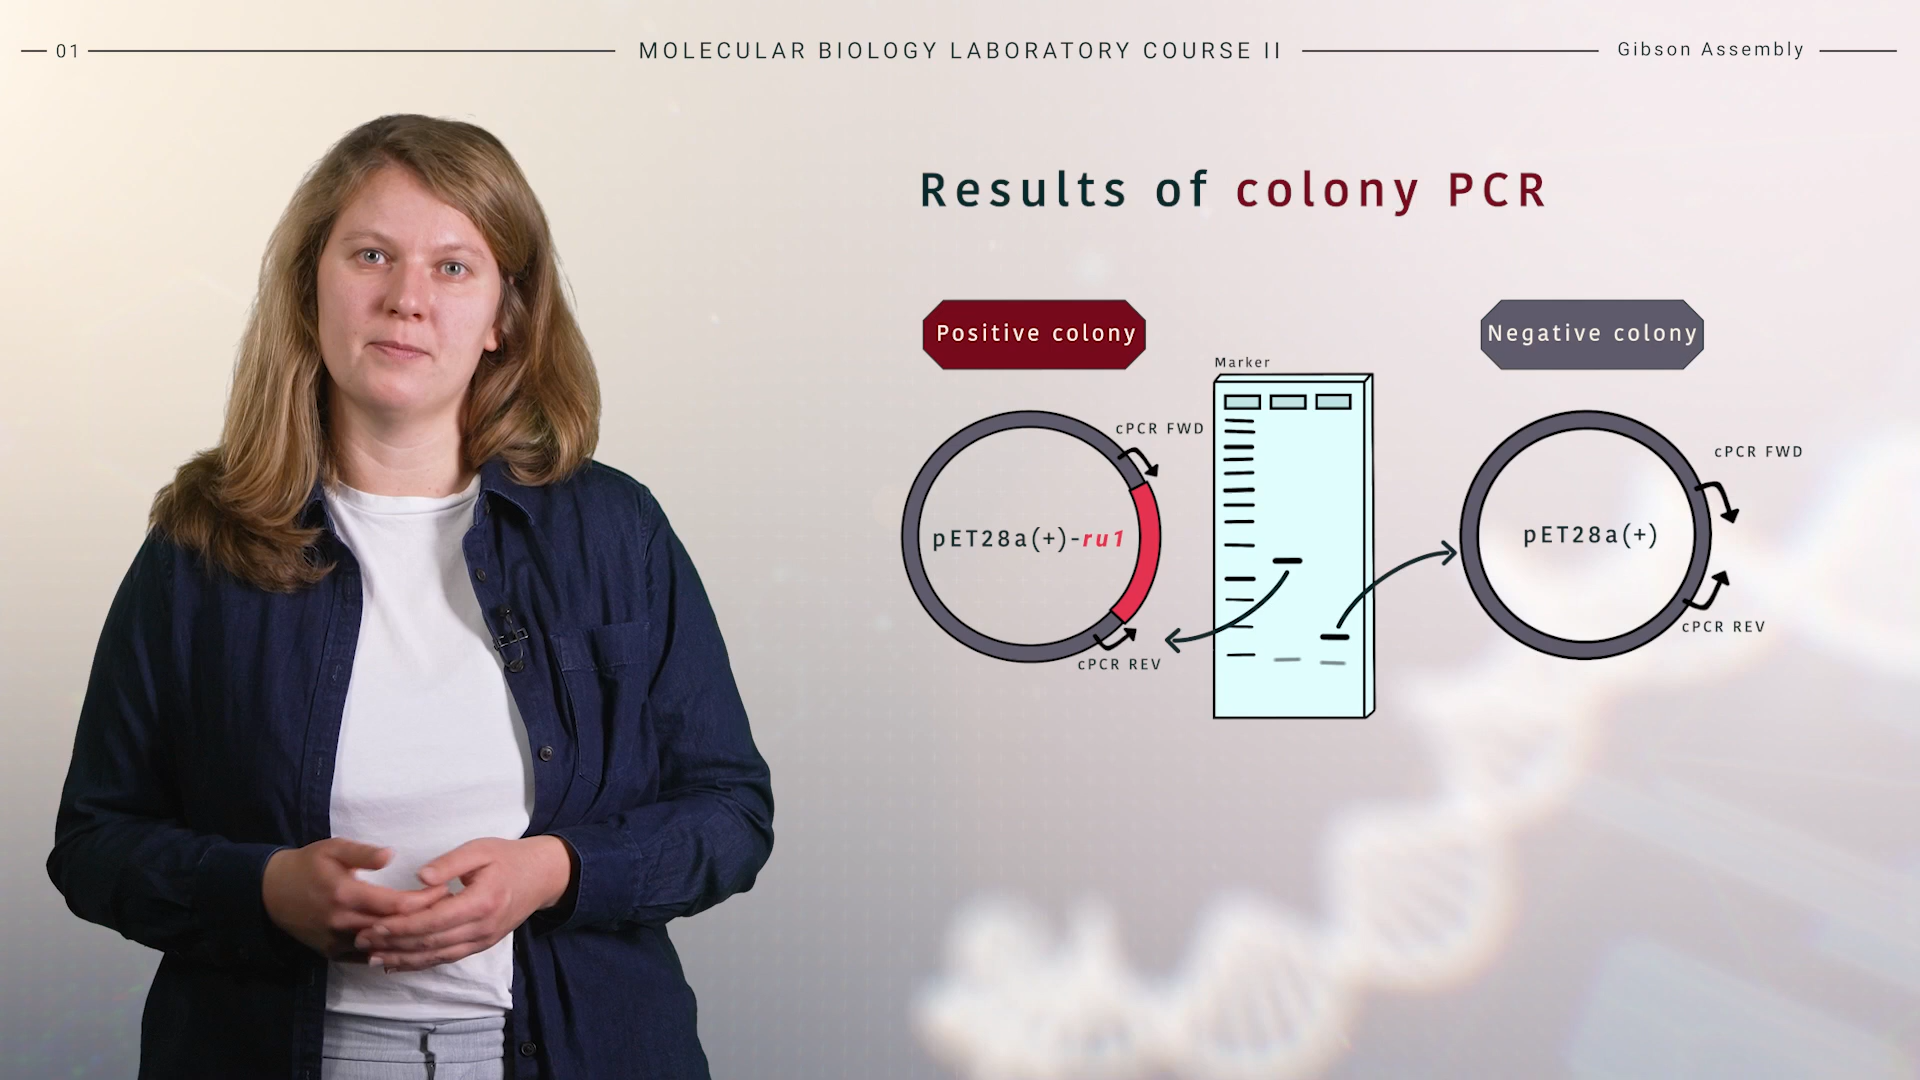 01
MOLECULAR BIOLOGY LABORATORY COURSE II
Gibson Assembly
Results of colony PCR
Positive colony
Negative colony
Marker
cPCR FWD
cPCR FWD
pET28a(+)-ru1
pET28a(+)
cPCR REV
cPCR REV